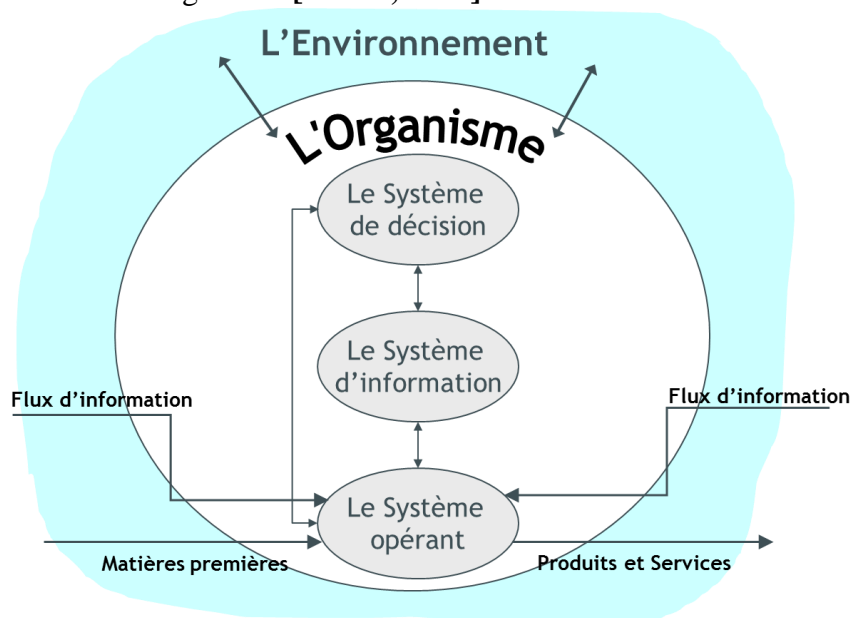 L'Environnement
L'Organisme
Le Système
de décision
Le Système
d'information
Flux d'information
Flux d'information
Le Système
opérant
Matières premières
Produits et Services